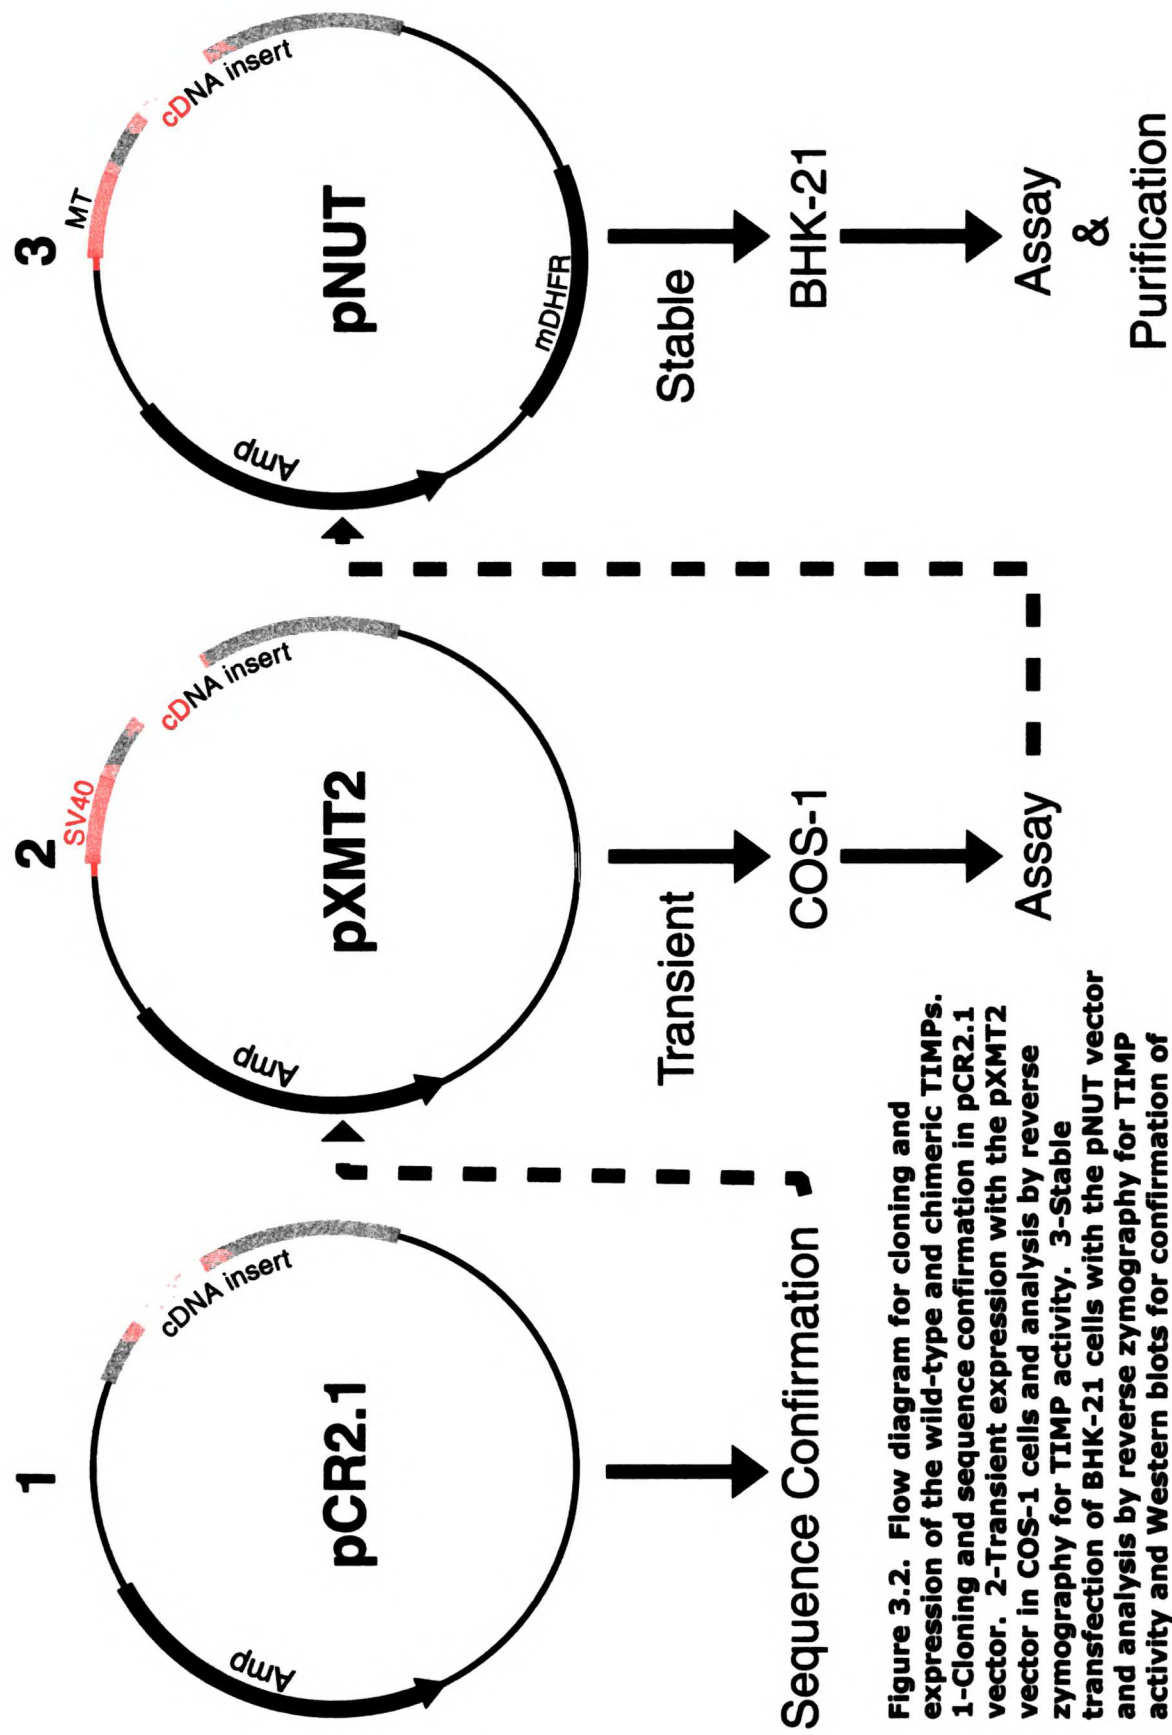 1
cDNA insert
Amp
pCR2.1
Sequence Confirmation
2
SV40
cDNA insert
Amp
pXMT2
Transient
COS-1
Assay
3
MT
cDNA insert
Amp
pNUT
mDHFR
Stable
BHK-21
Assay
&
Purification
Figure 3.2. Flow diagram for cloning and
expression of the wild-type and chimeric TIMPs.
1-Cloning and sequence confirmation in pCR2.1
vector. 2-Transient expression with the pXMT2
vector in COS-1 cells and analysis by reverse
zymography for TIMP activity. 3-Stable
transfection of BHK-21 cells with the pNUT vector
and analysis by reverse zymography for TIMP
activity and Western blots for confirmation of